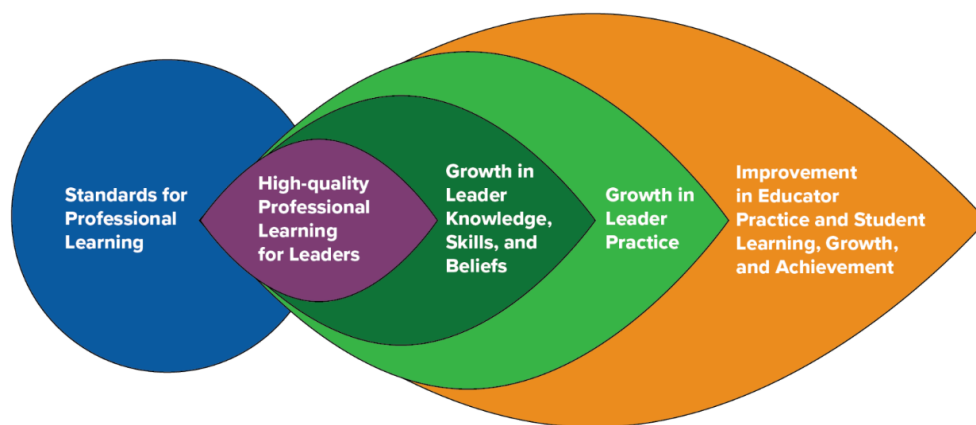 Standards for
Professional
Learning
High-quality
Professional
Learning
for Leaders
Growth in
Leader
Knowledge,
Skills, and
Beliefs
Growth in
Leader
Practice
Improvement
in Educator
Practice and Student
Learning, Growth,
and Achievement